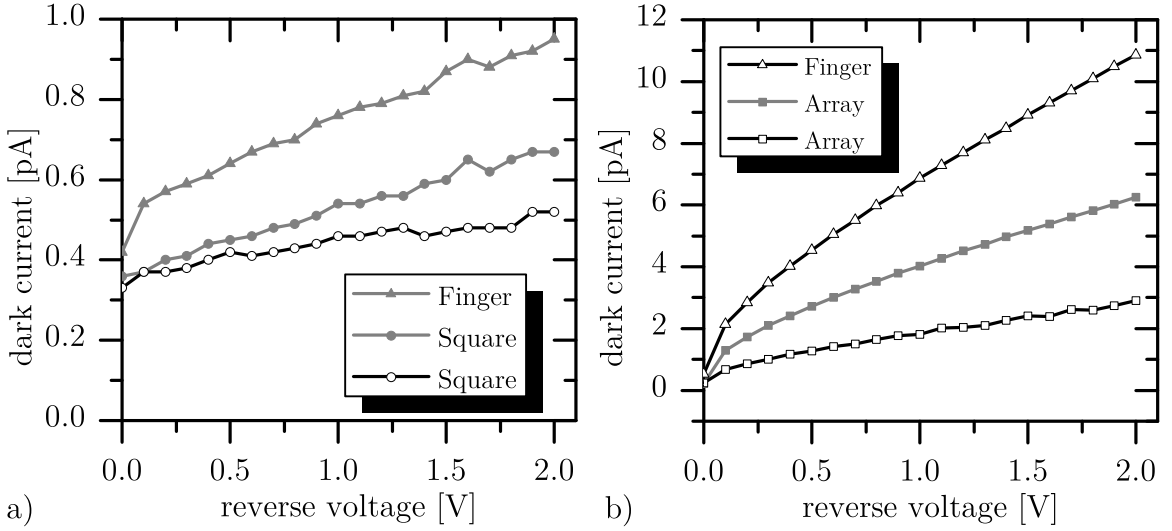 1.0
0.8
0.6
0.4
0.2
0.0
dark current [pA]
Finger
Square
Square
0.0 0.5 1.0 1.5 2.0
reverse voltage [V]
a)
12
10
8
6
4
2
0
dark current [pA]
Finger
Array
Array
0.0 0.5 1.0 1.5 2.0
reverse voltage [V]
b)